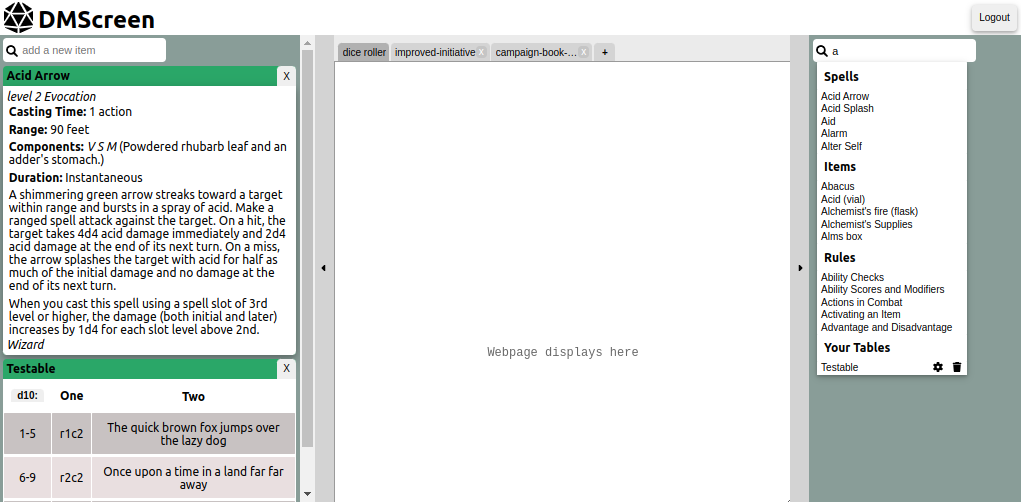 DMScreen
Logout
add a new item
Acid Arrow
X
level 2 Evocation
Casting Time: 1 action
Range: 90 feet
Components: V S M (Powdered rhubarb leaf and an
adder's stomach.)
Duration: Instantaneous
A shimmering green arrow streaks toward a target
within range and bursts in a spray of acid. Make a
ranged spell attack against the target. On a hit, the
target takes 4d4 acid damage immediately and 2d4
acid damage at the end of its next turn. On a miss,
the arrow splashes the target with acid for half as
much of the initial damage and no damage at the
end of its next turn.
When you cast this spell using a spell slot of 3rd
level or higher, the damage (both initial and later)
increases by 1d4 for each slot level above 2nd.
Wizard
Testable
X
d10: One Two
1-5 r1c2 The quick brown fox jumps over
the lazy dog
6-9 r2c2 Once upon a time in a land far far
away
dice roller improved-initiative x campaign-book-... x +
Webpage displays here
a
Spells
Acid Arrow
Acid Splash
Aid
Alarm
Alter Self
Items
Abacus
Acid (vial)
Alchemist's fire (flask)
Alchemist's Supplies
Alms box
Rules
Ability Checks
Ability Scores and Modifiers
Actions in Combat
Activating an Item
Advantage and Disadvantage
Your Tables
Testable